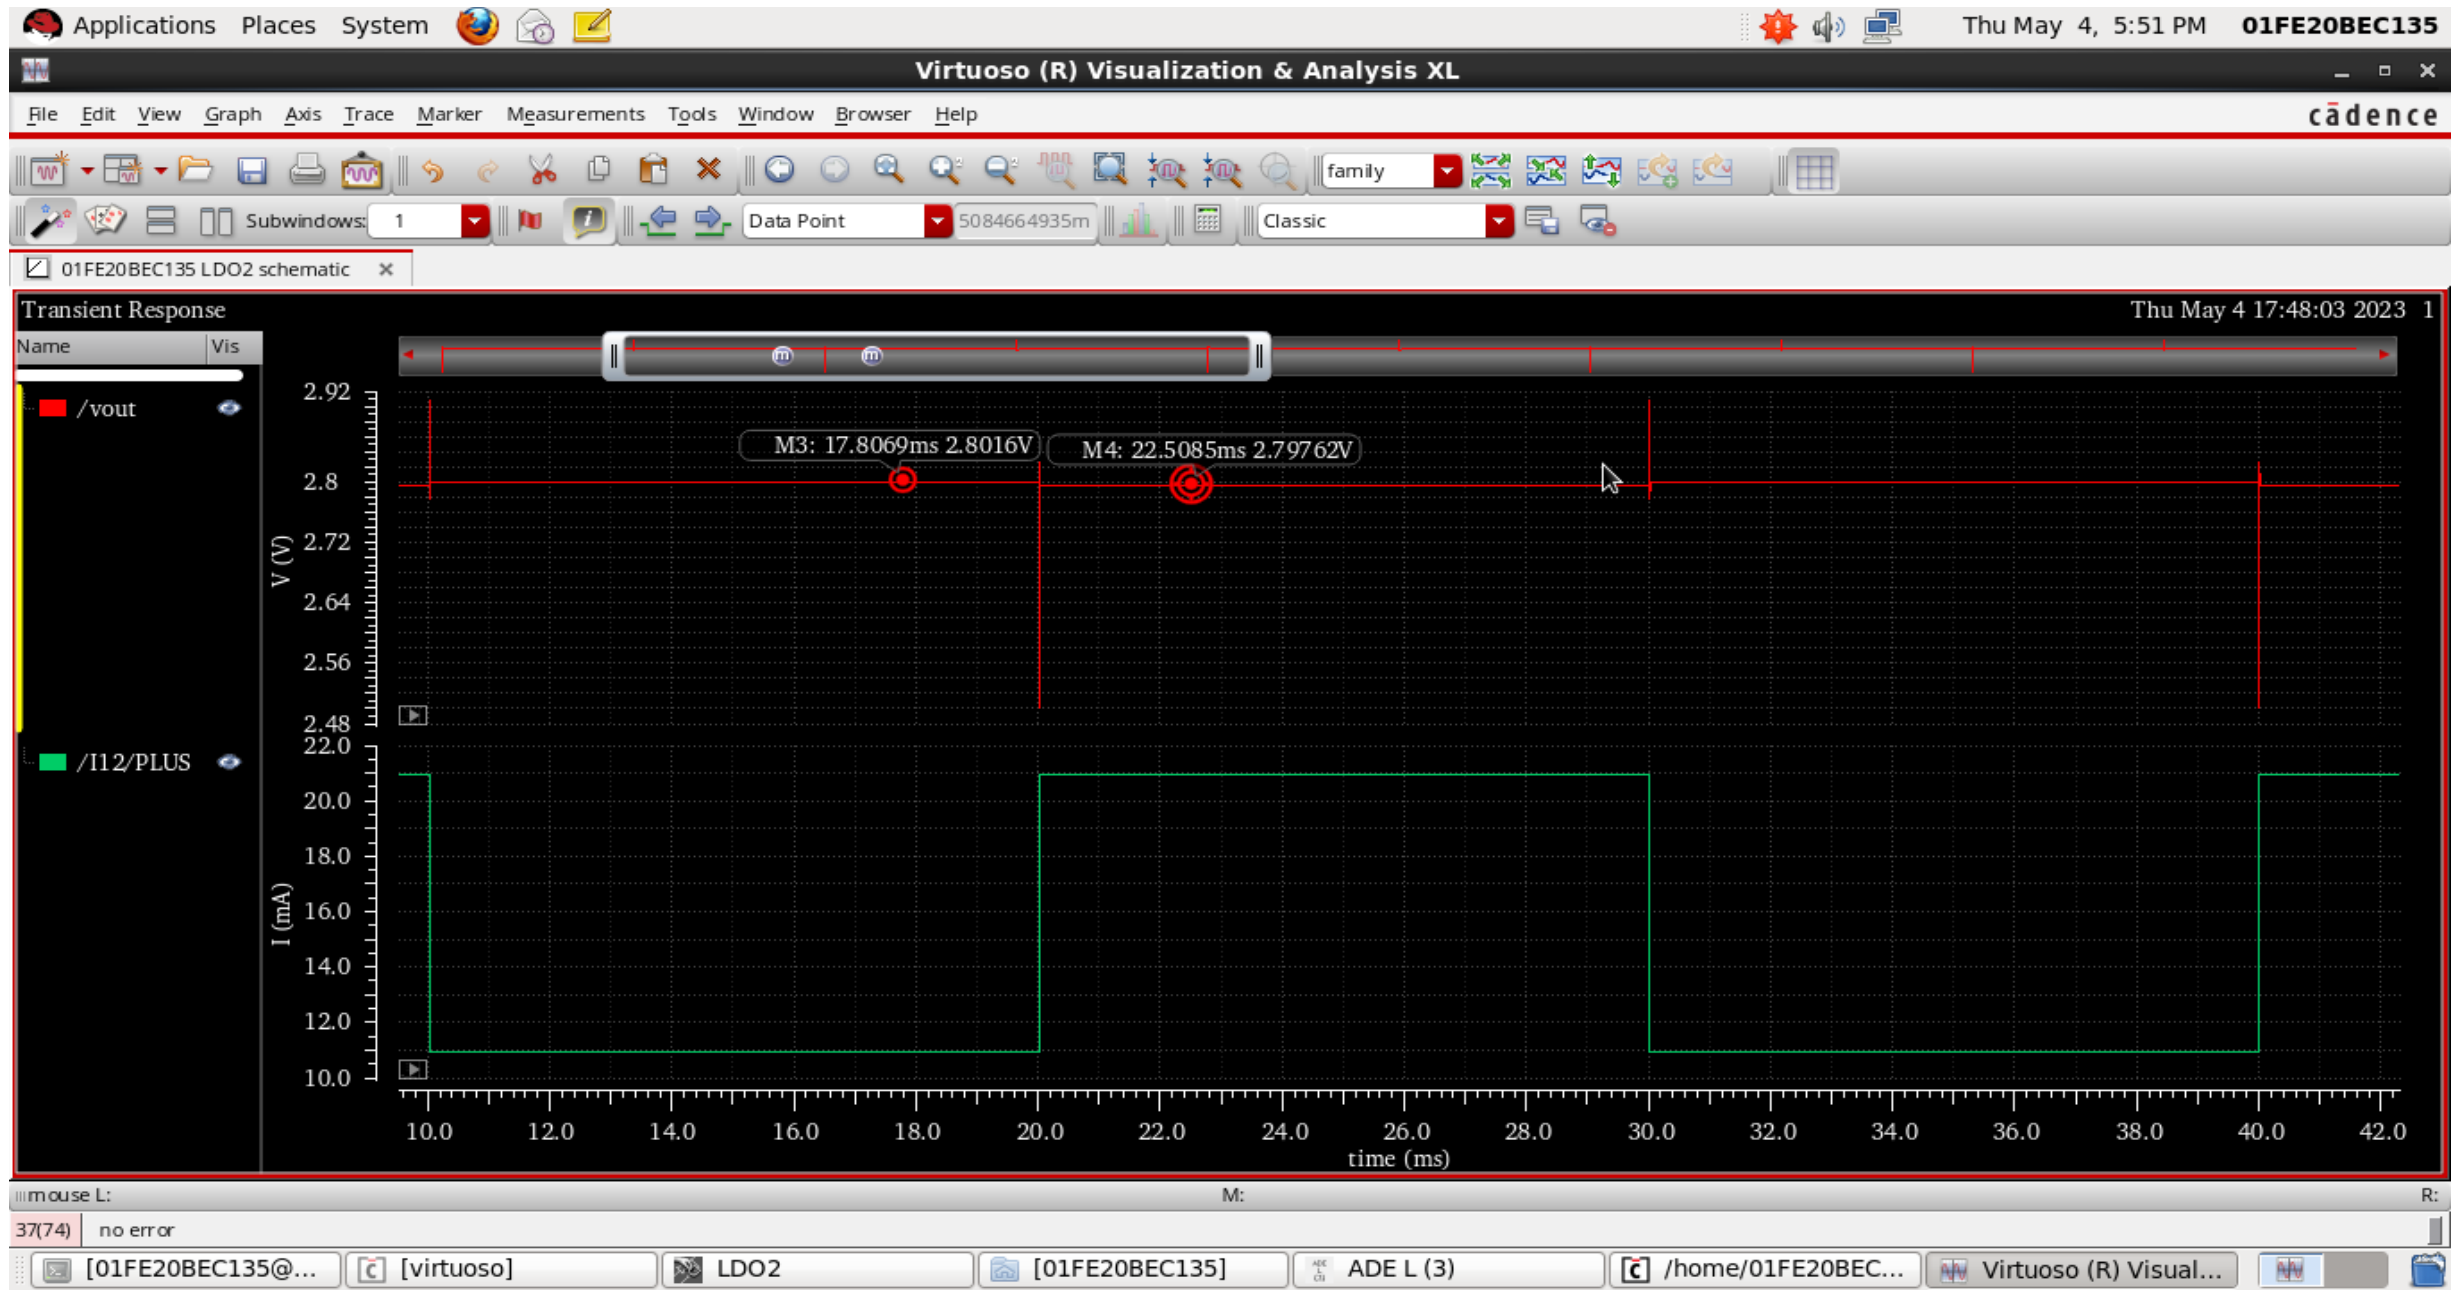 Applications Places System Thu May 4, 5:51 PM 01FE20BEC135
Virtuoso (R) Visualization & Analysis XL
File Edit View Graph Axis Trace Marker Measurements Tools Window Browser Help cādence
family
Subwindows: 1 Data Point 5084664935m Classic
01FE20BEC135 LDO2 schematic
Transient Response Thu May 4 17:48:03 2023 1
Name Vis
/vout
2.92
M3: 17.8069ms 2.8016V M4: 22.5085ms 2.79762V
2.8
2.72
V (V)
2.64
2.56
2.48
/I12/PLUS
22.0
20.0
18.0
16.0
I (mA)
14.0
12.0
10.0
10.0 12.0 14.0 16.0 18.0 20.0 22.0 24.0 26.0 28.0 30.0 32.0 34.0 36.0 38.0 40.0 42.0
time (ms)
mouse L: M: R:
37(74) no error
[01FE20BEC135@... [virtuoso] LDO2 [01FE20BEC135] ADE L (3) /home/01FE20BEC... Virtuoso (R) Visual...